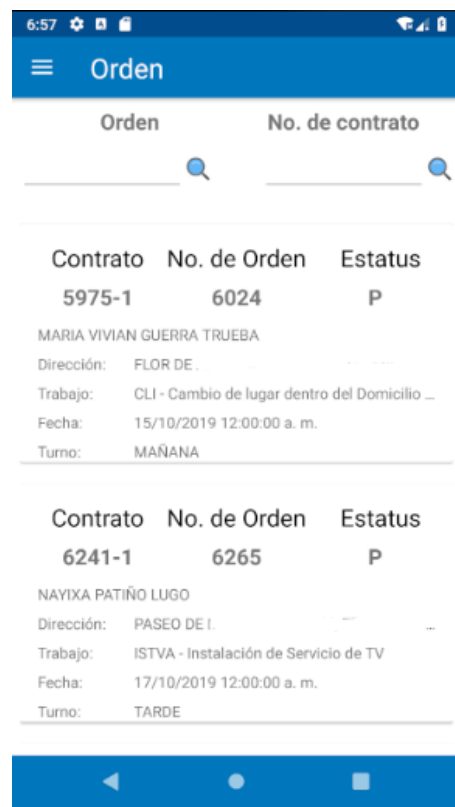 6:57
Orden
Orden No. de contrato
Contrato No. de Orden Estatus
5975-1 6024 P
MARIA VIVIAN GUERRA TRUEBA
Dirección: FLOR DE
Trabajo: CLI - Cambio de lugar dentro del Domicilio ...
Fecha: 15/10/2019 12:00:00 a. m.
Turno: MAÑANA
Contrato No. de Orden Estatus
6241-1 6265 P
NAYIXA PATIÑO LUGO
Dirección: PASEO DE ...
Trabajo: ISTVA - Instalación de Servicio de TV
Fecha: 17/10/2019 12:00:00 a. m.
Turno: TARDE